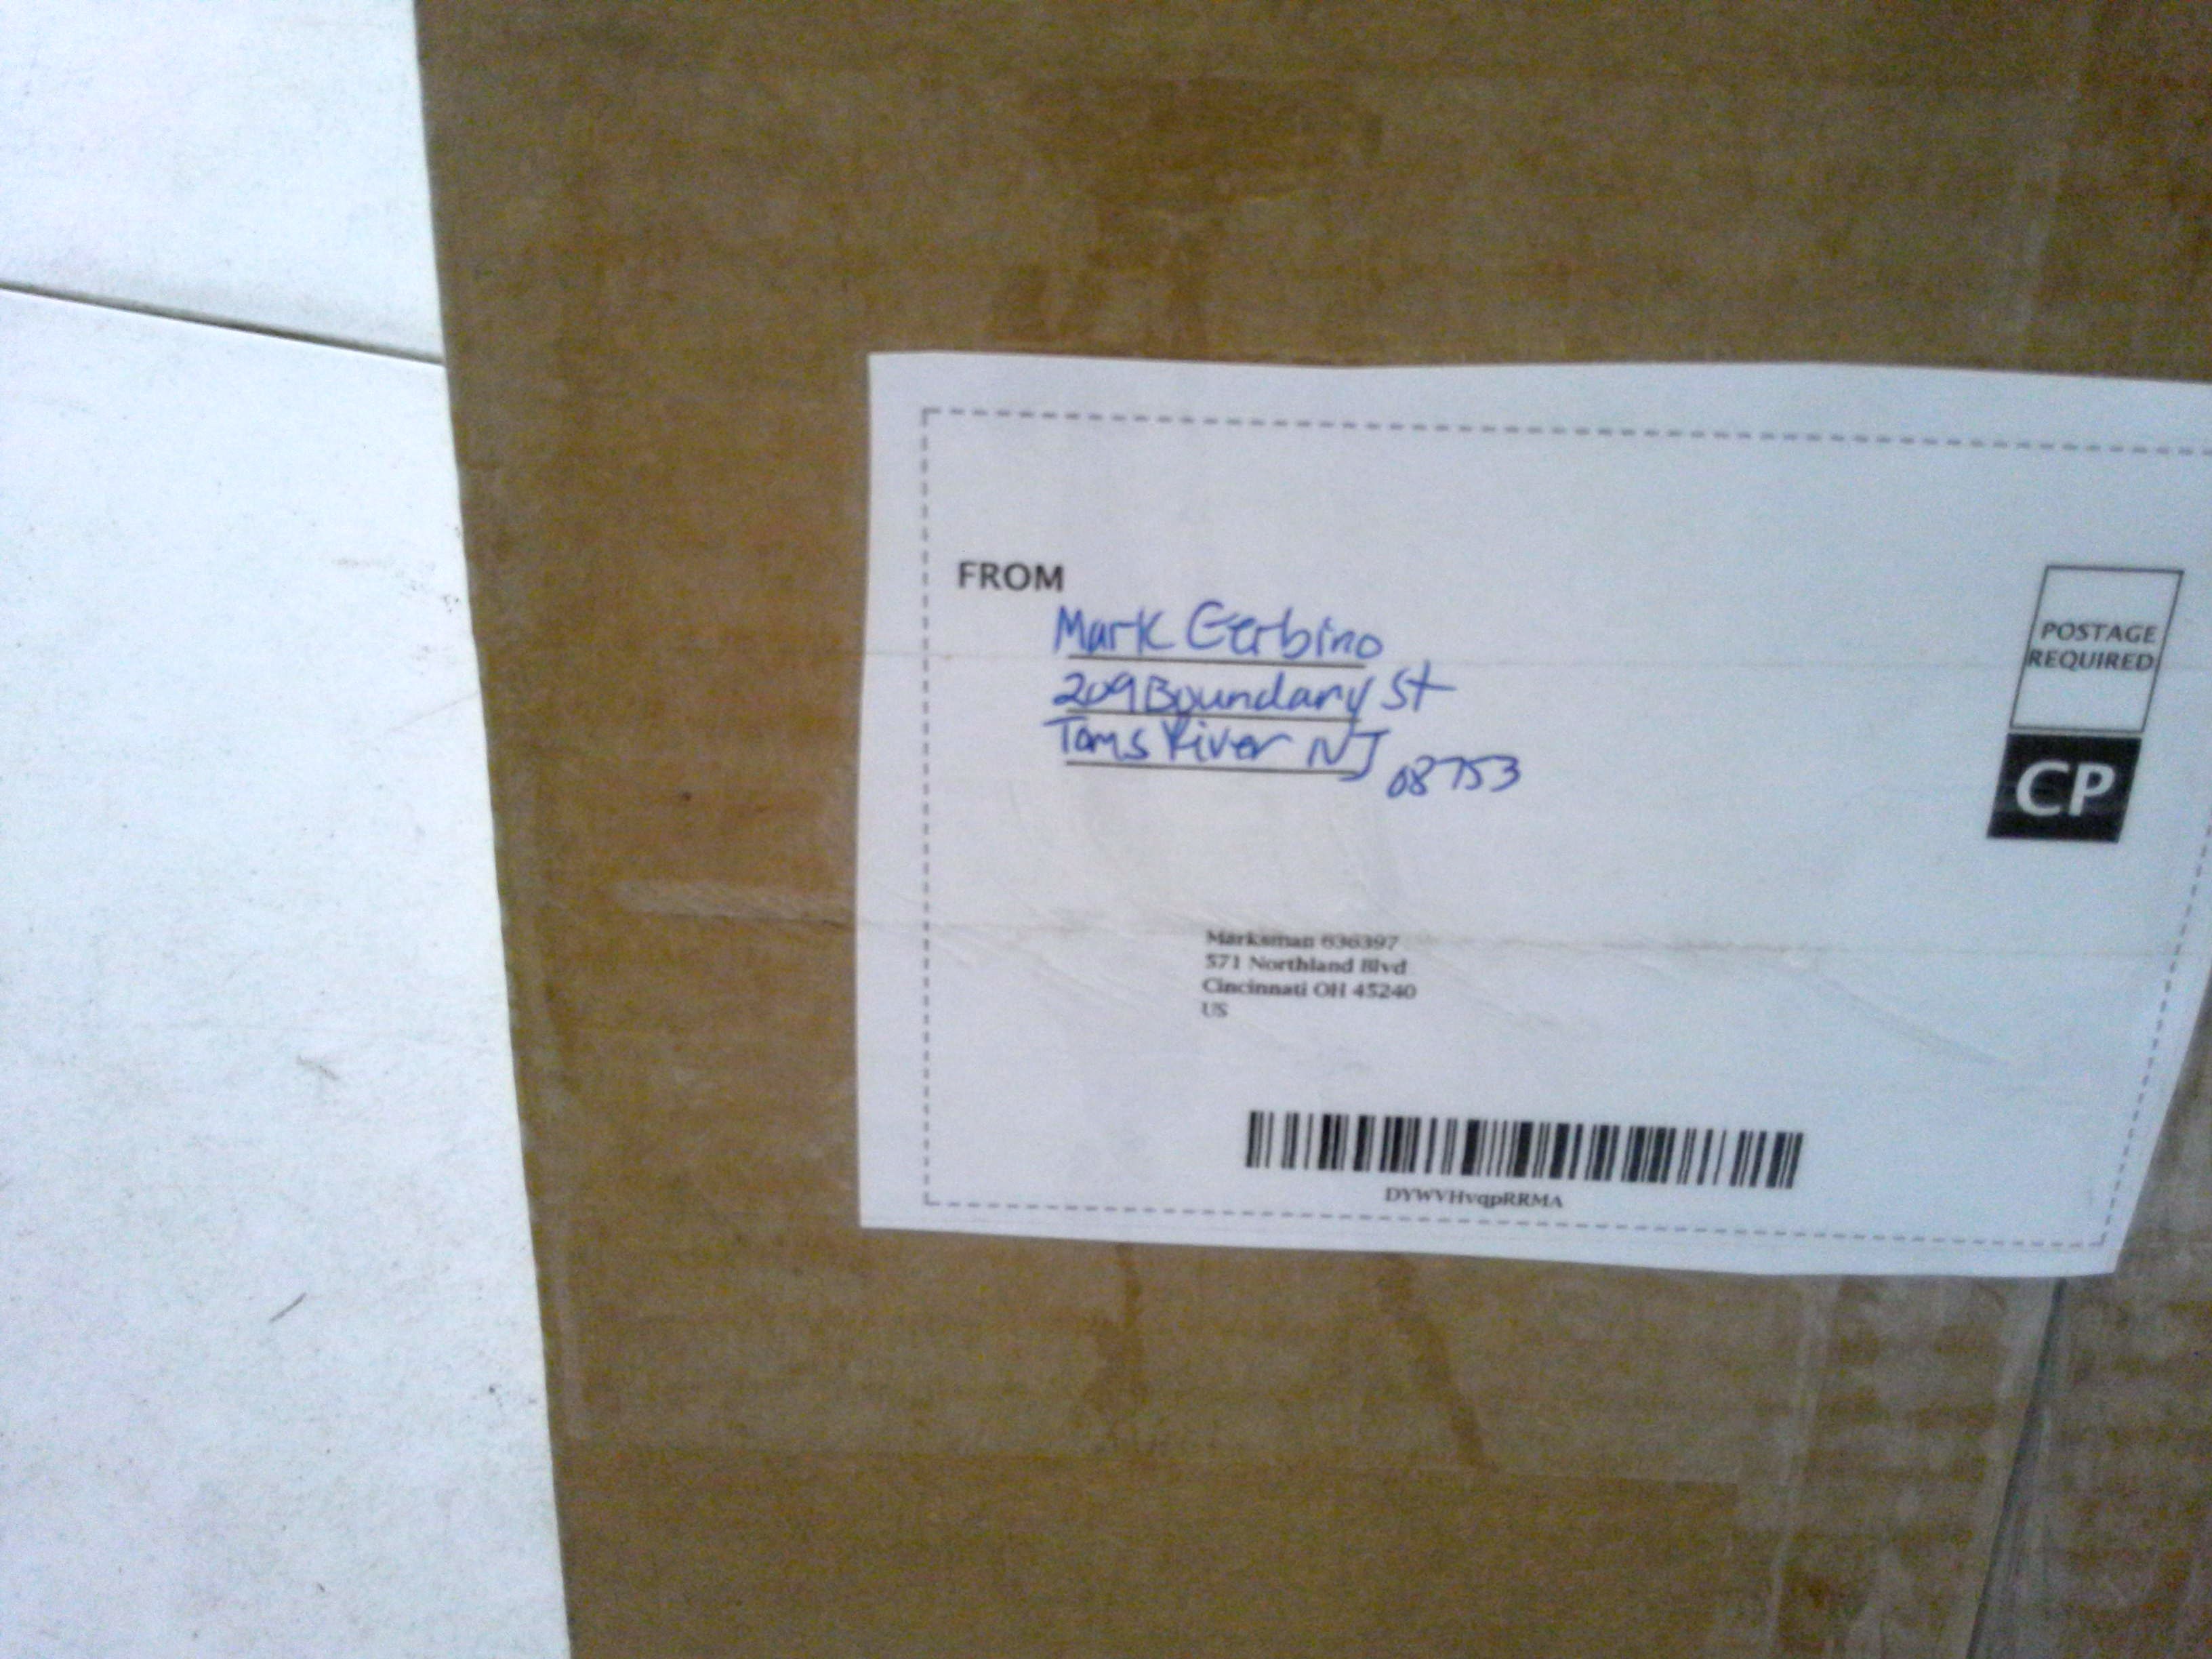 FROM
Mark Gerbino
209 Boundary St
Toms River NJ 08753
POSTAGE
REQUIRED
CP
Marksman 636397
571 Northland Blvd
Cincinnati OH 45240
US
DYWVHvqpRRMA